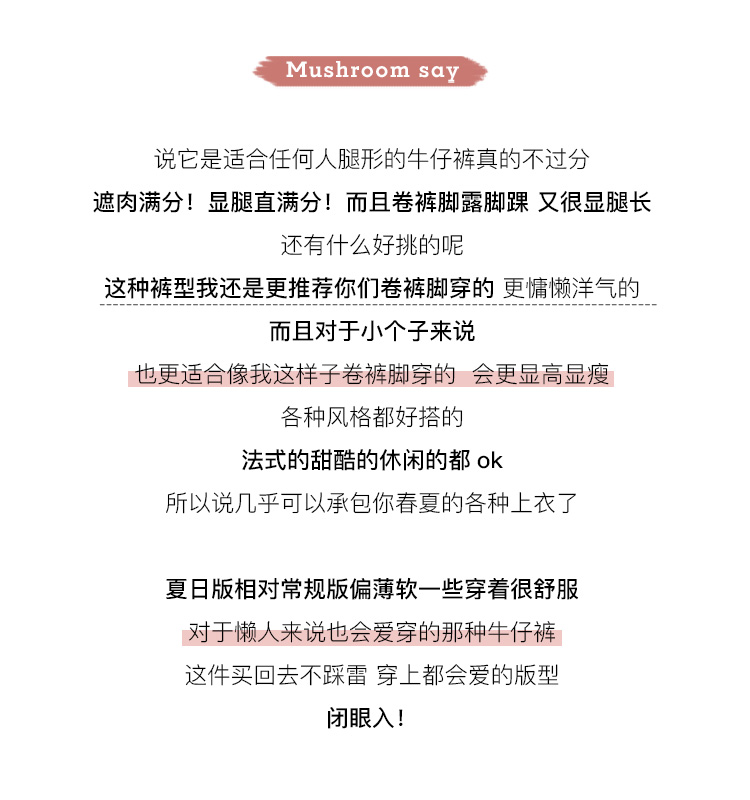 Mushroom say
说它是适合任何人腿形的牛仔裤真的不过分
遮肉满分！显腿直满分！而且卷裤脚露脚踝 又很显腿长
还有什么好挑的呢
这种裤型我还是更推荐你们卷裤脚穿的 更慵懒洋气的
而且对于小个子来说
也更适合像我这样子卷裤脚穿的 会更显高显瘦
各种风格都好搭的
法式的甜酷的休闲的都 ok
所以说几乎可以承包你春夏的各种上衣了
夏日版相对常规版偏薄软一些穿着很舒服
对于懒人来说也会爱穿的那种牛仔裤
这件买回去不踩雷 穿上都会爱的版型
闭眼入！